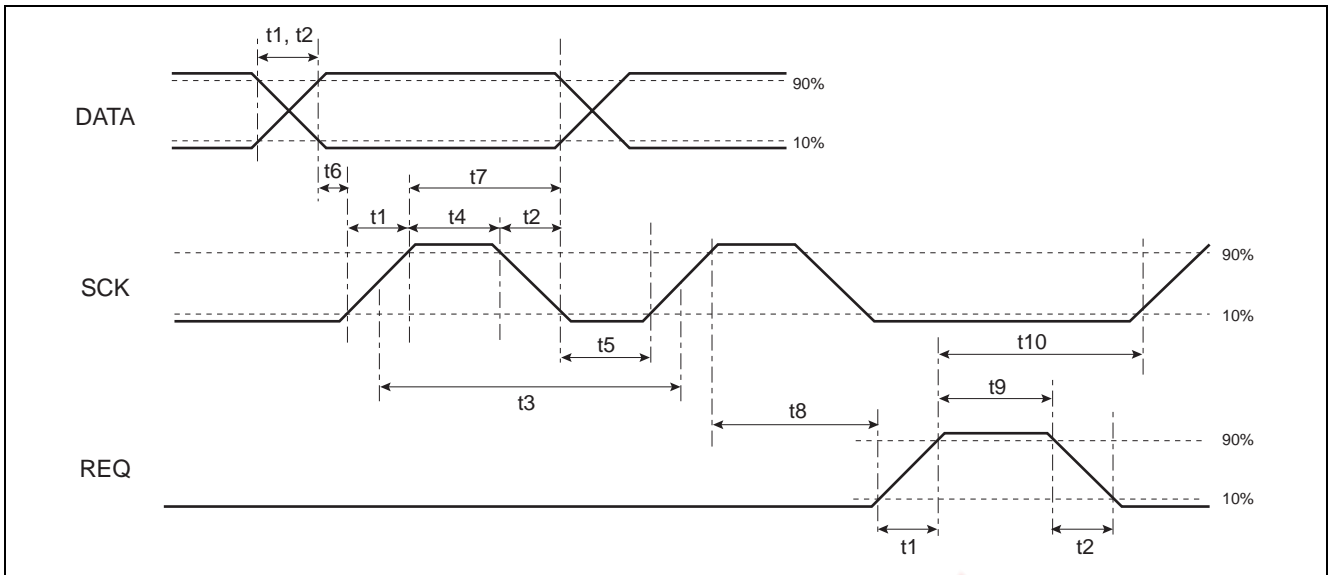 t1, t2
90%
DATA
10%
t6
t7
t1 t4 t2
90%
SCK
10%
t5
t10
t3
t9
t8
90%
REQ
10%
t1 t2